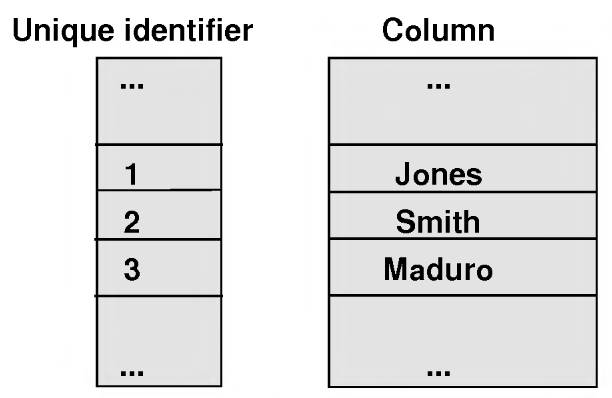 Unique identifier Column
... ...
1 Jones
2 Smith
3 Maduro
... ...